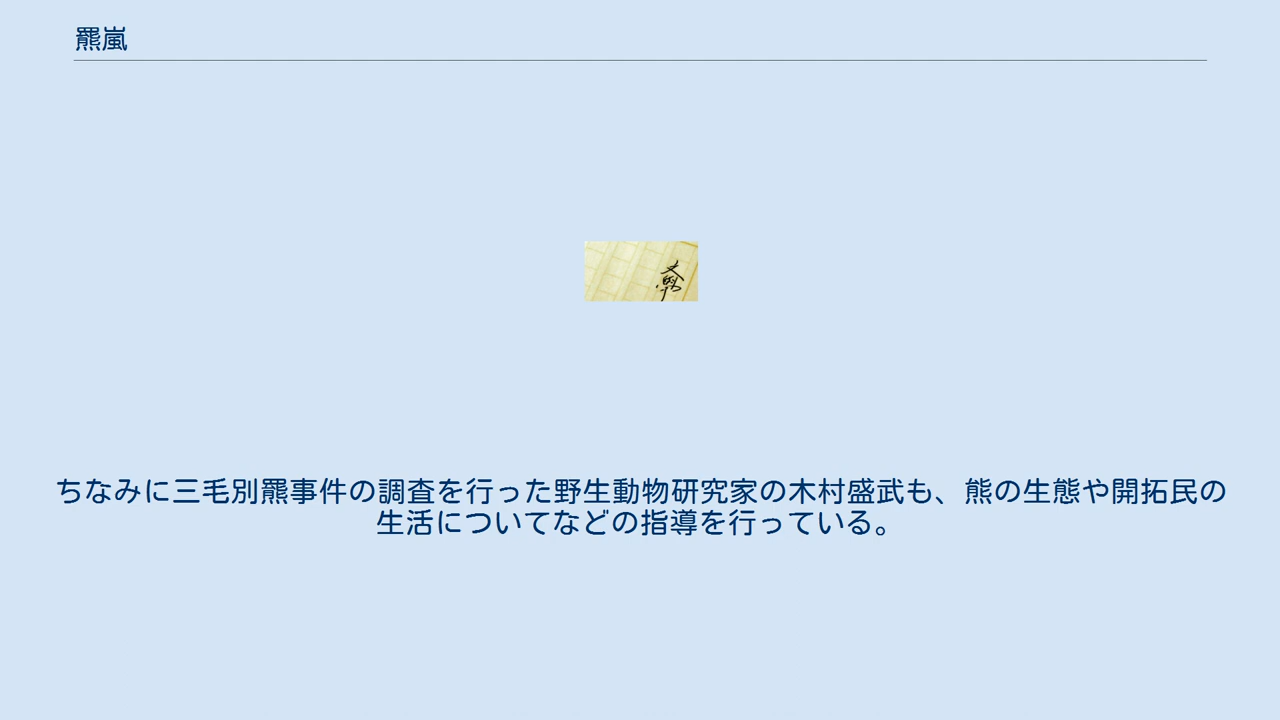 羆嵐
ちなみに三毛別羆事件の調査を行った野生動物研究家の木村盛武も、熊の生態や開拓民の
生活についてなどの指導を行っている。